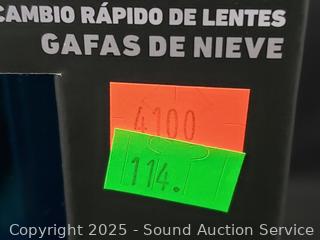 CAMBIO RÁPIDO DE LENTES
GAFAS DE NIEVE
4100
114.
Copyright 2025 - Sound Auction Service